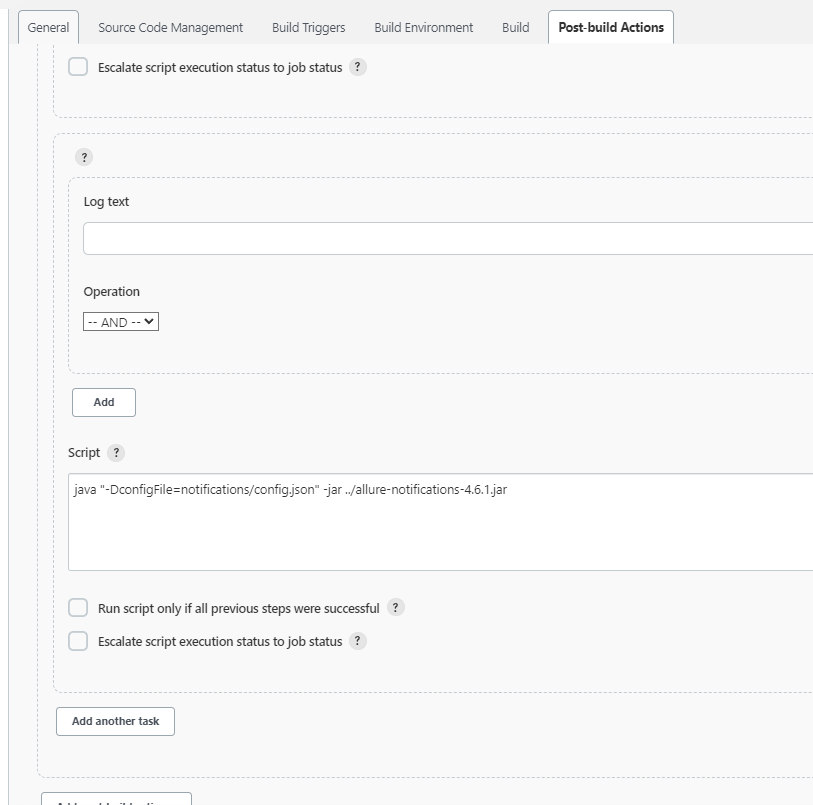 General Source Code Management Build Triggers Build Environment Build Post-build Actions
Escalate script execution status to job status ?
?
Log text
Operation
-- AND --
Add
Script ?
java "-DconfigFile=notifications/config.json" -jar ../allure-notifications-4.6.1.jar
Run script only if all previous steps were successful ?
Escalate script execution status to job status ?
Add another task